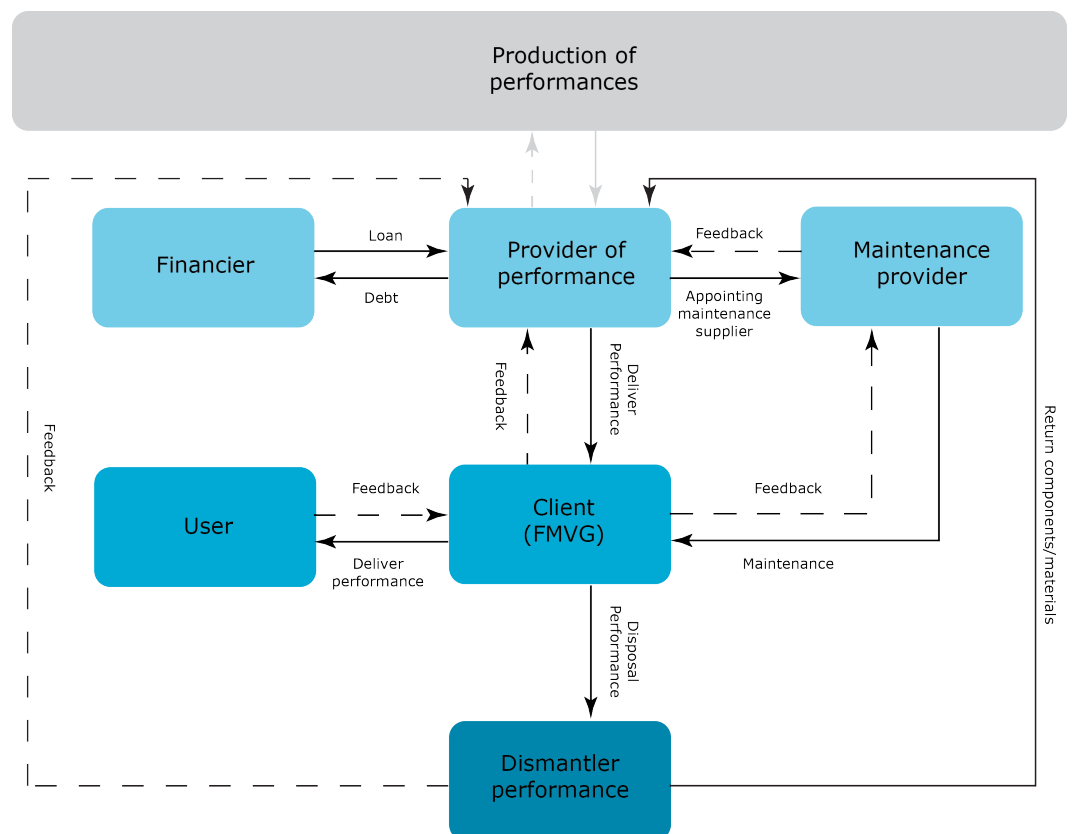 Production of
performances
Financier
Loan
Debt
Provider of
performance
Feedback
Appointing
maintenance
supplier
Maintenance
provider
Feedback
Deliver
Performance
Feedback
Return components/materials
User
Feedback
Deliver
performance
Client
(FMVG)
Feedback
Maintenance
Disposal
Performance
Dismantler
performance